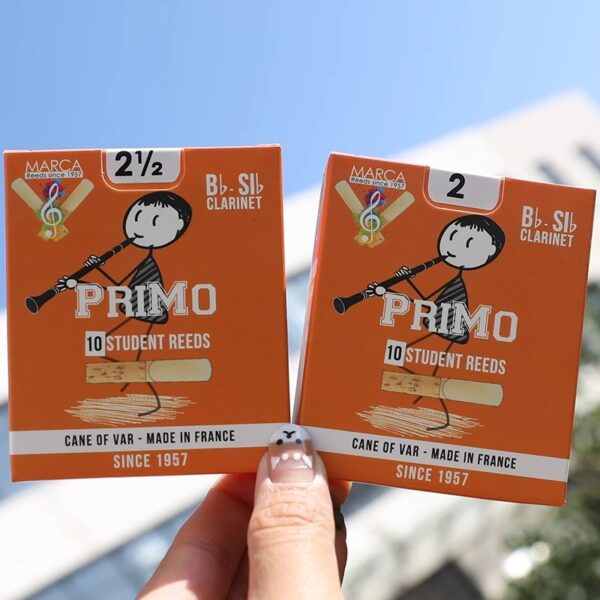 MARCA
Reeds since 1957
2½
B♭- SI♭
CLARINET
PRIMO
10 STUDENT REEDS
CANE OF VAR - MADE IN FRANCE
SINCE 1957
MARCA
Reeds since 1957
2
B♭- SI♭
CLARINET
PRIMO
10 STUDENT REEDS
CANE OF VAR - MADE IN FRANCE
SINCE 1957